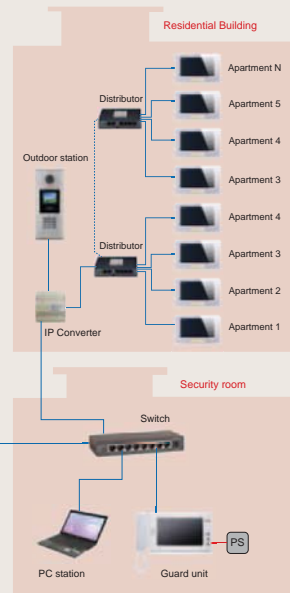 Residential Building
Apartment N
Distributor
Apartment 5
Apartment 4
Outdoor station
Apartment 3
Apartment 4
Distributor
Apartment 3
Apartment 2
IP Converter
Apartment 1
Security room
Switch
PS
PC station
Guard unit